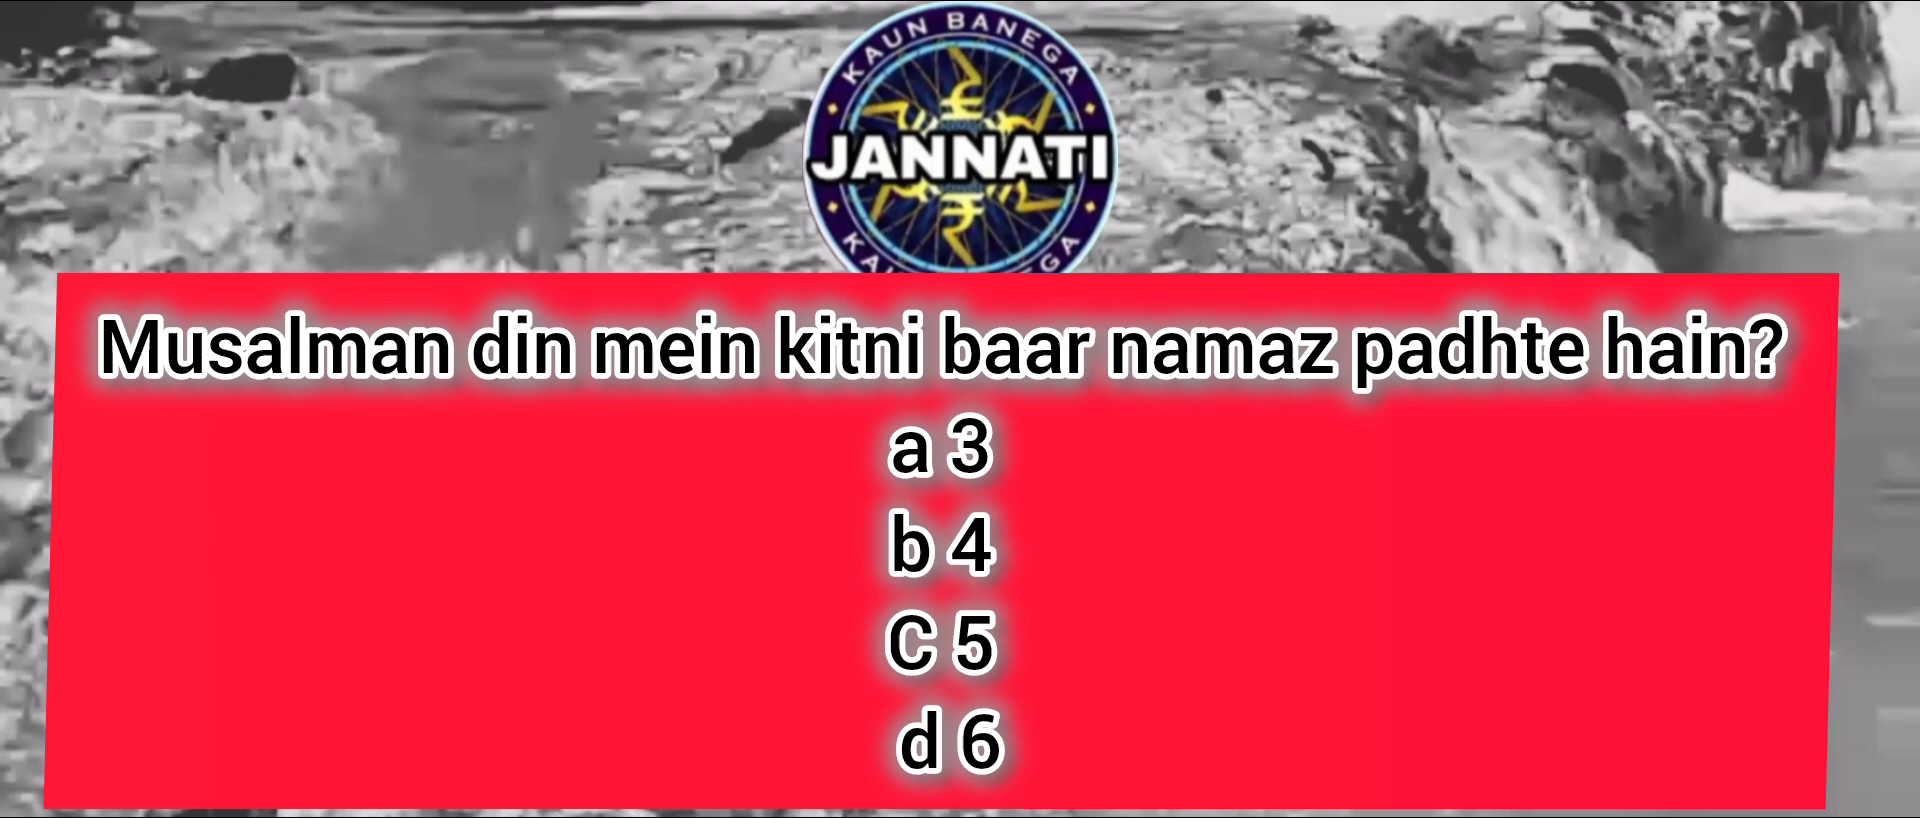 KAUN BANEGA
JANNATI
Musalman din mein kitni baar namaz padhte hain?
a 3
b 4
C 5
d 6